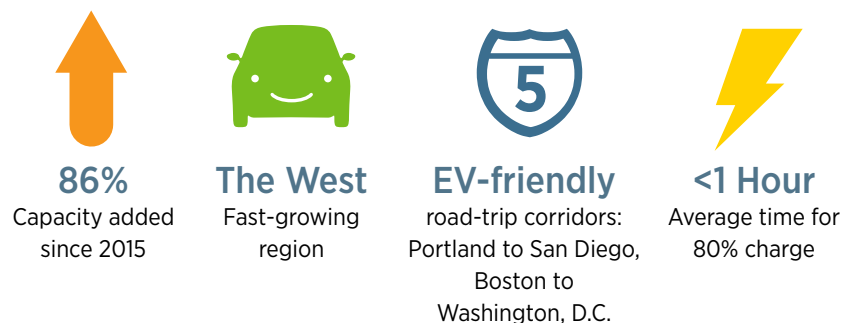 5
86%
Capacity added
since 2015
The West
Fast-growing
region
EV-friendly
road-trip corridors:
Portland to San Diego,
Boston to
Washington, D.C.
<1 Hour
Average time for
80% charge